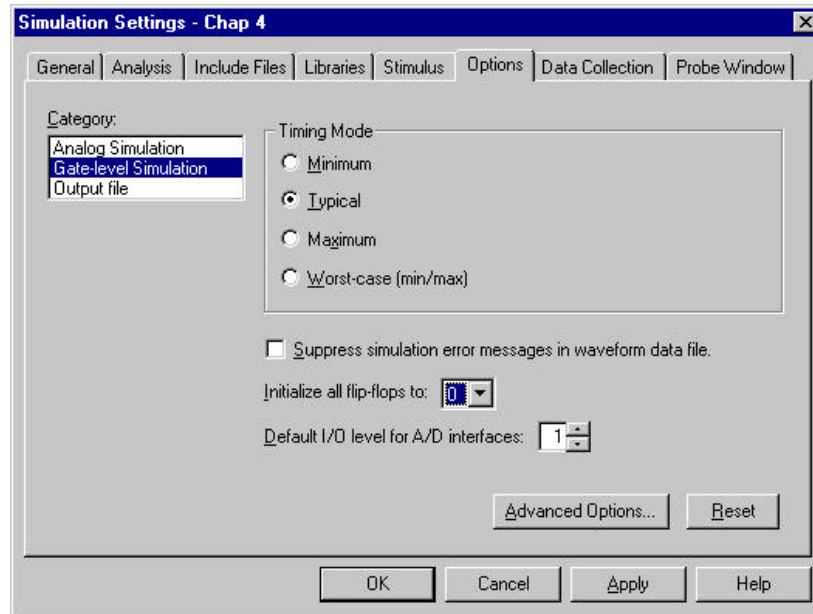 Simulation Settings - Chap 4
General Analysis Include Files Libraries Stimulus Options Data Collection Probe Window
Category:
Analog Simulation
Gate-level Simulation
Output file
Timing Mode
Minimum
Typical
Maximum
Worst-case (min/max)
Suppress simulation error messages in waveform data file.
Initialize all flip-flops to: 0
Default I/O level for A/D interfaces: 1
Advanced Options... Reset
OK Cancel Apply Help